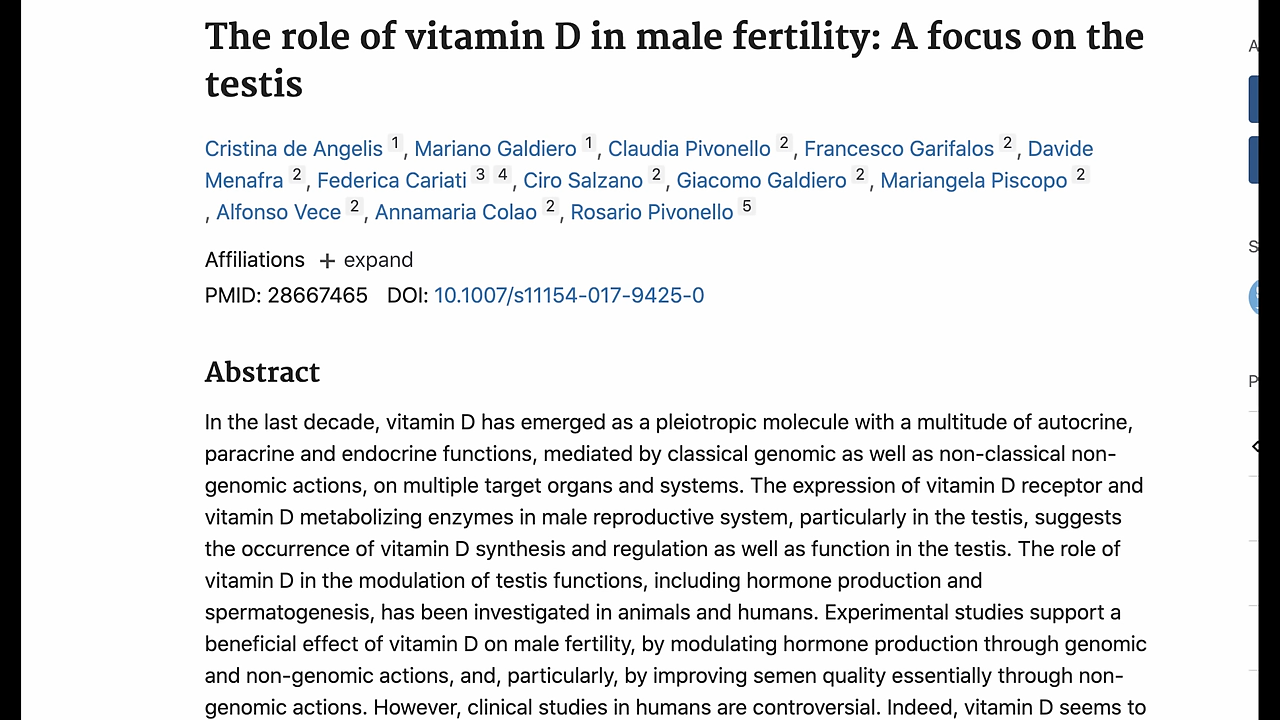 The role of vitamin D in male fertility: A focus on the
testis
Cristina de Angelis 1, Mariano Galdiero 1, Claudia Pivonello 2, Francesco Garifalos 2, Davide
Menafra 2, Federica Cariati 3 4, Ciro Salzano 2, Giacomo Galdiero 2, Mariangela Piscopo 2
, Alfonso Vece 2, Annamaria Colao 2, Rosario Pivonello 5
Affiliations + expand
PMID: 28667465 DOI: 10.1007/s11154-017-9425-0
Abstract
In the last decade, vitamin D has emerged as a pleiotropic molecule with a multitude of autocrine,
paracrine and endocrine functions, mediated by classical genomic as well as non-classical non-
genomic actions, on multiple target organs and systems. The expression of vitamin D receptor and
vitamin D metabolizing enzymes in male reproductive system, particularly in the testis, suggests
the occurrence of vitamin D synthesis and regulation as well as function in the testis. The role of
vitamin D in the modulation of testis functions, including hormone production and
spermatogenesis, has been investigated in animals and humans. Experimental studies support a
beneficial effect of vitamin D on male fertility, by modulating hormone production through genomic
and non-genomic actions, and, particularly, by improving semen quality essentially through non-
genomic actions. However, clinical studies in humans are controversial. Indeed, vitamin D seems to